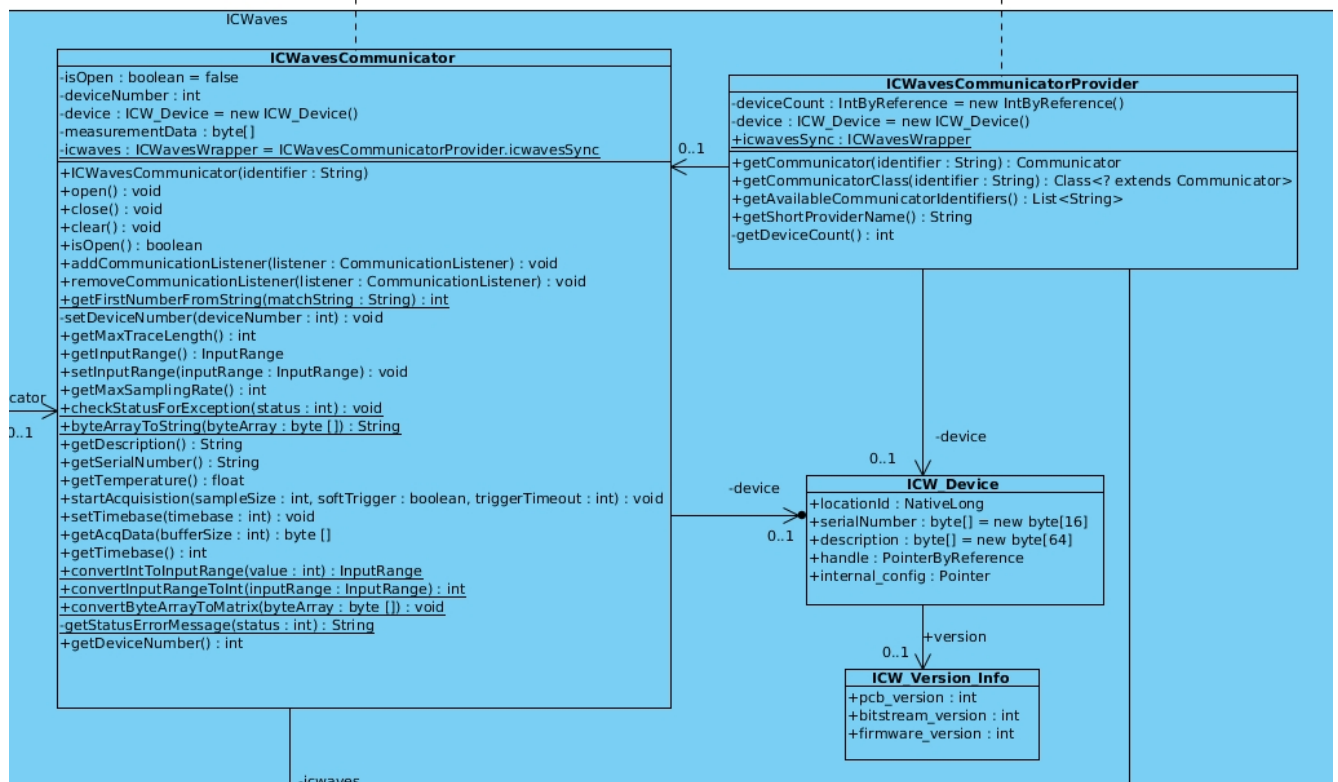 ICWaves
ICWavesCommunicator
-isOpen : boolean = false
-deviceNumber : int
-device : ICW_Device = new ICW_Device()
-measurementData : byte[]
-icwaves : ICWavesWrapper = ICWavesCommunicatorProvider.icwavesSync
+ICWavesCommunicator(identifier : String)
+open() : void
+close() : void
+clear() : void
+isOpen() : boolean
+addCommunicationListener(listener : CommunicationListener) : void
+removeCommunicationListener(listener : CommunicationListener) : void
+getFirstNumberFromString(matchString : String) : int
-setDeviceNumber(deviceNumber : int) : void
+getMaxTraceLength() : int
+getInputRange() : InputRange
+setInputRange(inputRange : InputRange) : void
+getMaxSamplingRate() : int
+checkStatusForException(status : int) : void
+byteArrayToString(byteArray : byte []) : String
+getDescription() : String
+getSerialNumber() : String
+getTemperature() : float
+startAcquisistion(sampleSize : int, softTrigger : boolean, triggerTimeout : int) : void
+setTimebase(timebase : int) : void
+getAcqData(bufferSize : int) : byte []
+getTimebase() : int
+convertIntToInputRange(value : int) : InputRange
+convertInputRangeToInt(inputRange : InputRange) : int
+convertByteArrayToMatrix(byteArray : byte []) : void
-getStatusErrorMessage(status : int) : String
+getDeviceNumber() : int
cator
0..1
-icwaves
0..1
ICWavesCommunicatorProvider
-deviceCount : IntByReference = new IntByReference()
-device : ICW_Device = new ICW_Device()
+icwavesSync : ICWavesWrapper
+getCommunicator(identifier : String) : Communicator
+getCommunicatorClass(identifier : String) : Class<? extends Communicator>
+getAvailableCommunicatorIdentifiers() : List<String>
+getShortProviderName() : String
-getDeviceCount() : int
-device
0..1
-device
0..1
ICW_Device
+locationId : NativeLong
+serialNumber : byte[] = new byte[16]
+description : byte[] = new byte[64]
+handle : PointerByReference
+internal_config : Pointer
+version
0..1
ICW_Version_Info
+pcb_version : int
+bitstream_version : int
+firmware_version : int